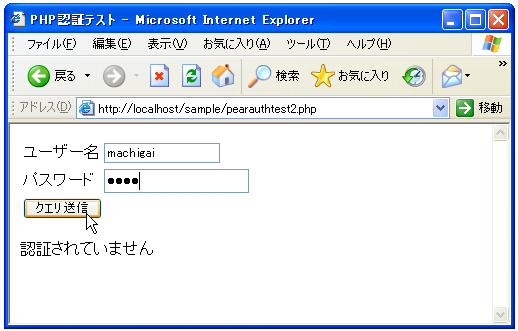 PHP認証テスト - Microsoft Internet Explorer
ファイル(F) 編集(E) 表示(V) お気に入り(A) ツール(T) ヘルプ(H)
戻る 検索 お気に入り »
アドレス(D) http://localhost/sample/pearauthtest2.php 移動
ユーザー名 machigai
パスワード ●●●●
クエリ送信
認証されていません